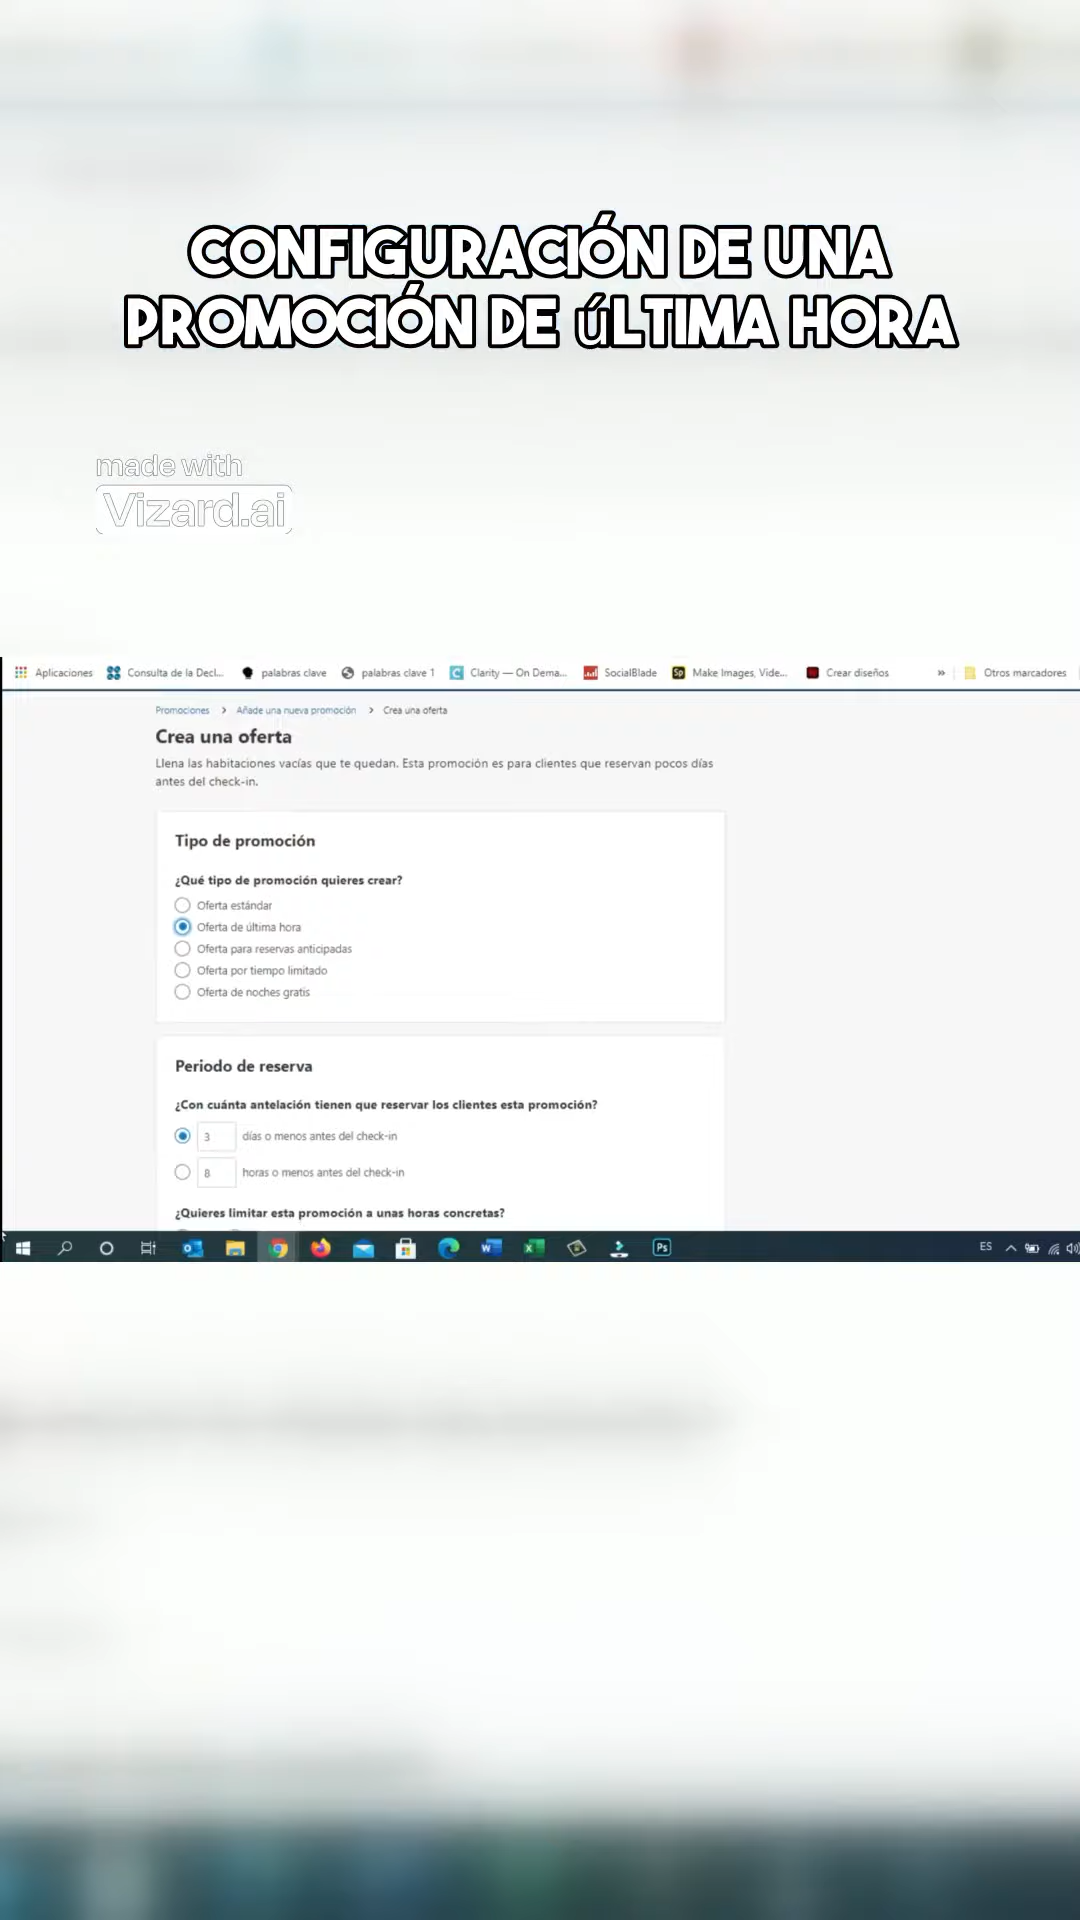 CONFIGURACIÓN DE UNA
PROMOCIÓN DE úLTIMA HORA
made with
Vizard.ai
Aplicaciones Consulta de la Decl... palabras clave palabras clave 1 Clarity — On Dema... SocialBlade Make Images, Vide... Crear diseños » Otros marcadores
Promociones > Añade una nueva promoción > Crea una oferta
Crea una oferta
Llena las habitaciones vacías que te quedan. Esta promoción es para clientes que reservan pocos días
antes del check-in.
Tipo de promoción
¿Qué tipo de promoción quieres crear?
Oferta estándar
Oferta de última hora
Oferta para reservas anticipadas
Oferta por tiempo limitado
Oferta de noches gratis
Periodo de reserva
¿Con cuánta antelación tienen que reservar los clientes esta promoción?
3 días o menos antes del check-in
8 horas o menos antes del check-in
¿Quieres limitar esta promoción a unas horas concretas?
Ps
ES